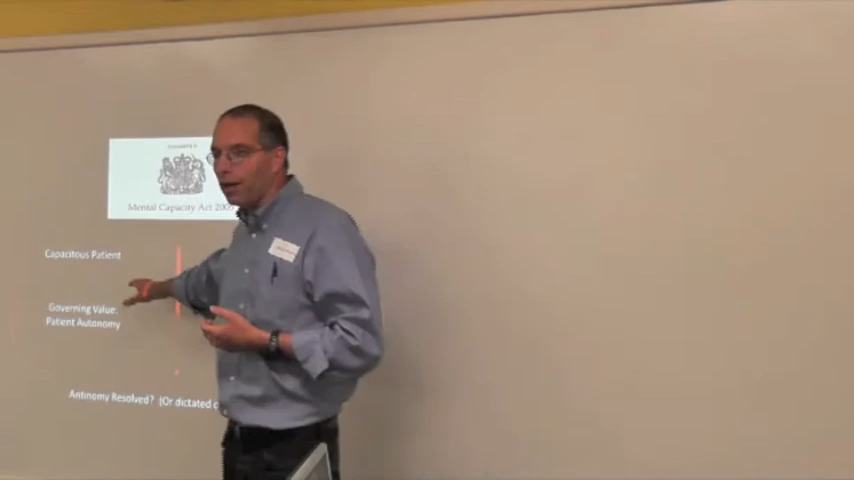 Mental Capacity Act 2005
Capacitous Patient
Governing Value:
Patient Autonomy
Antinomy Resolved? (Or dictated